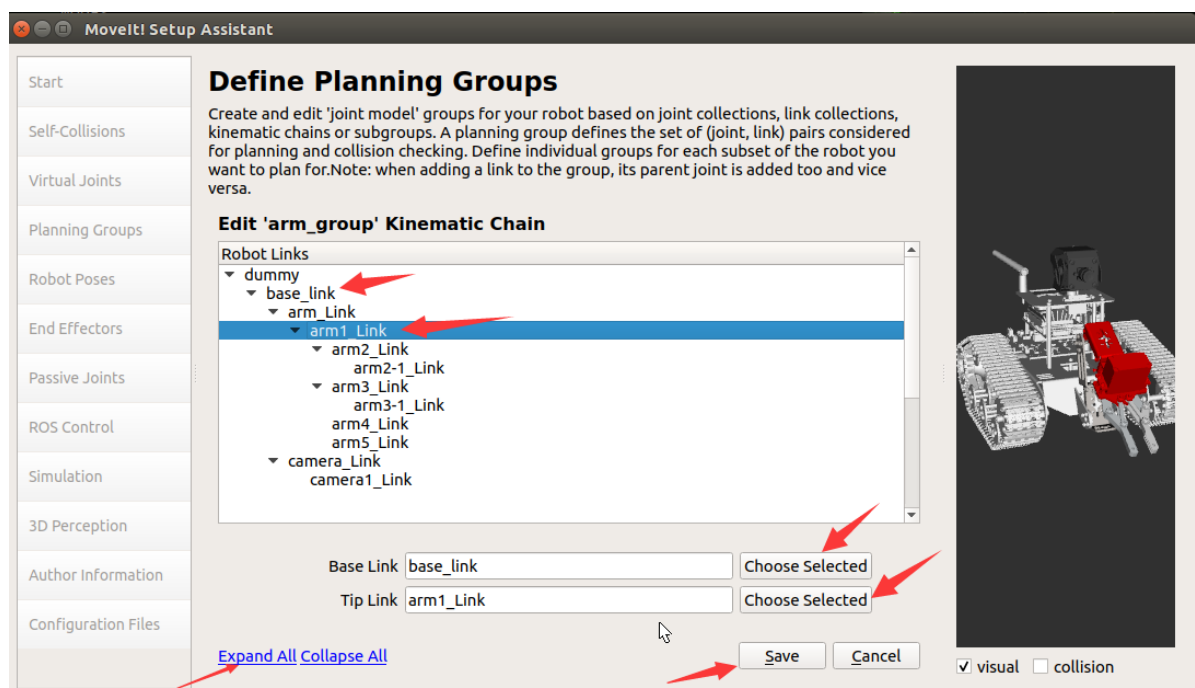 MoveIt! Setup Assistant
Start
Self-Collisions
Virtual Joints
Planning Groups
Robot Poses
End Effectors
Passive Joints
ROS Control
Simulation
3D Perception
Author Information
Configuration Files
Define Planning Groups
Create and edit 'joint model' groups for your robot based on joint collections, link collections,
kinematic chains or subgroups. A planning group defines the set of (joint, link) pairs considered
for planning and collision checking. Define individual groups for each subset of the robot you
want to plan for.Note: when adding a link to the group, its parent joint is added too and vice
versa.
Edit 'arm_group' Kinematic Chain
Robot Links
dummy
base_link
arm_Link
arm1_Link
arm2_Link
arm2-1_Link
arm3_Link
arm3-1_Link
arm4_Link
arm5_Link
camera_Link
camera1_Link
Base Link base_link Choose Selected
Tip Link arm1_Link Choose Selected
Expand All Collapse All Save Cancel
visual collision